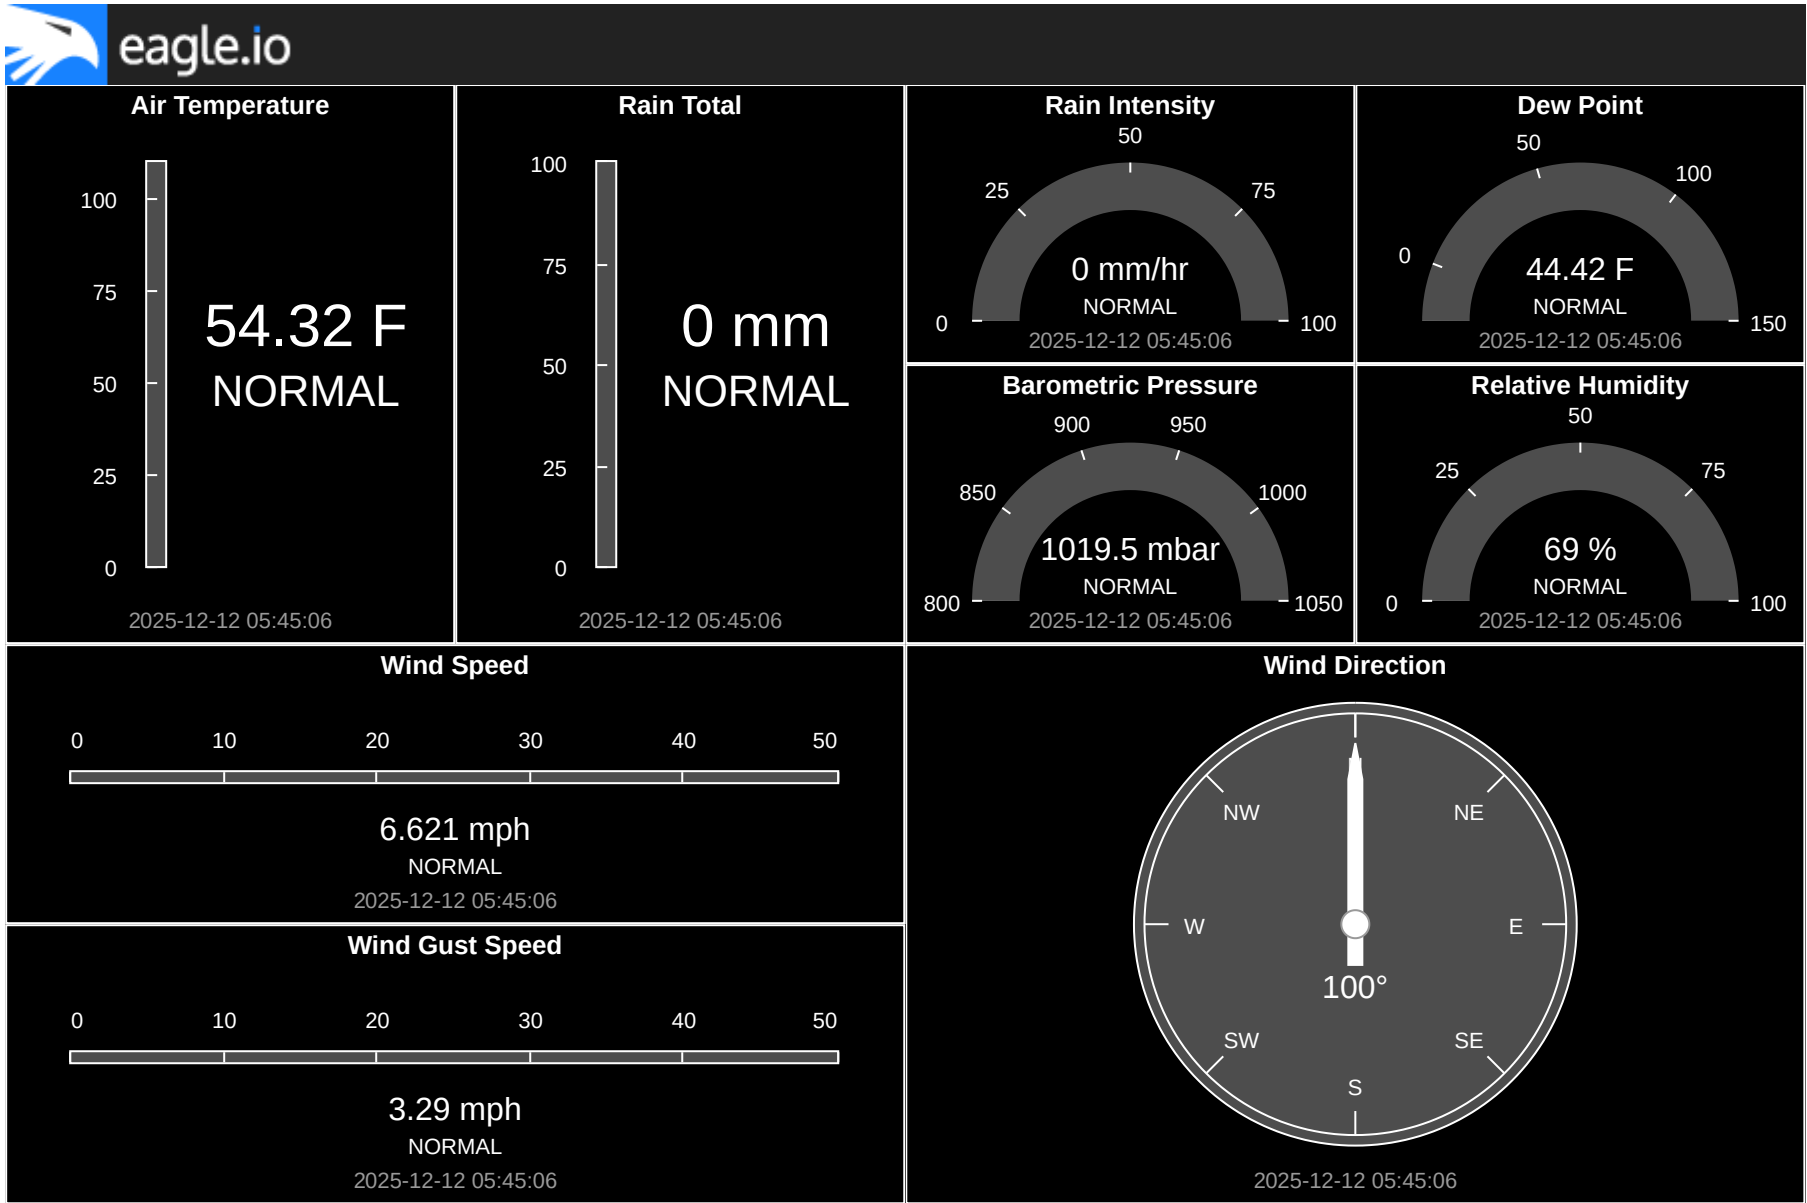 eagle.io
Air Temperature
100
75
50
25
0
54.32 F
NORMAL
2025-12-12 05:45:06
Rain Total
100
75
50
25
0
0 mm
NORMAL
2025-12-12 05:45:06
Rain Intensity
50
25
75
0
100
0 mm/hr
NORMAL
2025-12-12 05:45:06
Dew Point
50
100
0
150
44.42 F
NORMAL
2025-12-12 05:45:06
Barometric Pressure
900
950
850
1000
800
1050
1019.5 mbar
NORMAL
2025-12-12 05:45:06
Relative Humidity
50
25
75
0
100
69 %
NORMAL
2025-12-12 05:45:06
Wind Speed
0 10 20 30 40 50
6.621 mph
NORMAL
2025-12-12 05:45:06
Wind Gust Speed
0 10 20 30 40 50
3.29 mph
NORMAL
2025-12-12 05:45:06
Wind Direction
NW NE
W E
100°
SW SE
S
2025-12-12 05:45:06